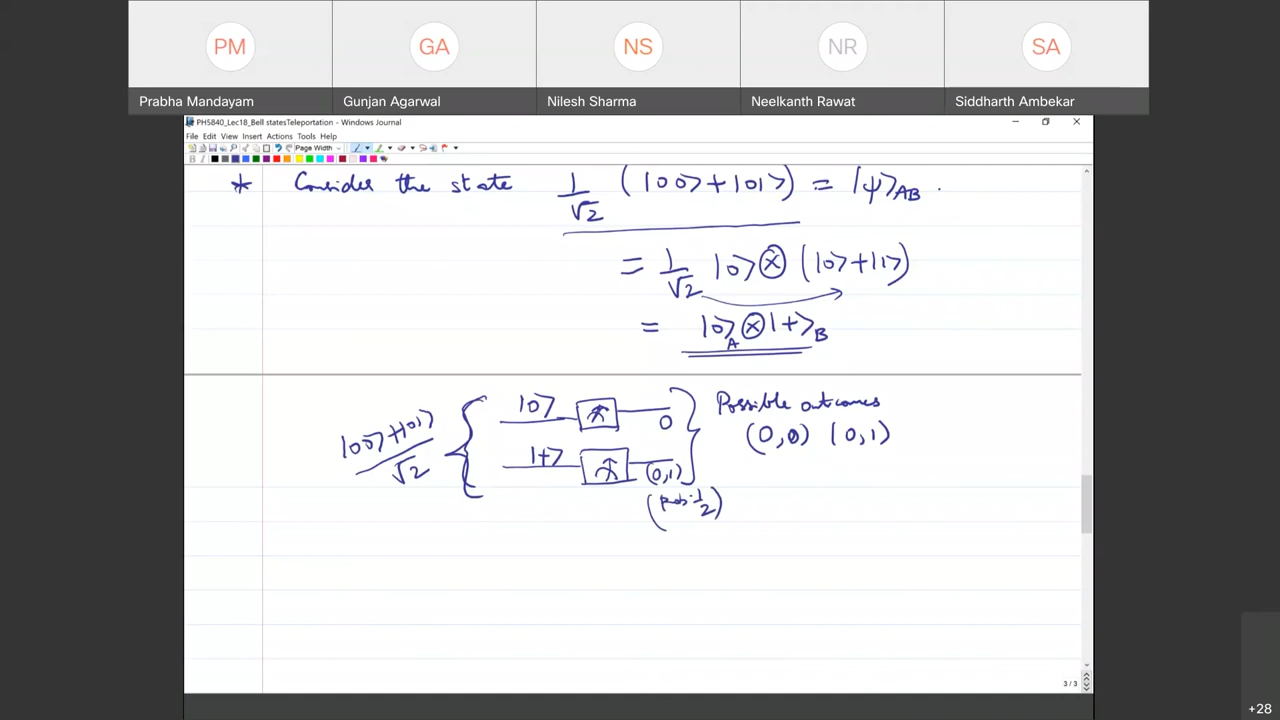 PM GA NS NR SA
Prabha Mandayam Gunjan Agarwal Nilesh Sharma Neelkanth Rawat Siddharth Ambekar
PH5840_Lec18_Bell statesTeleportation - Windows Journal
File Edit View Insert Actions Tools Help
Page Width
* Consider the state 1/√2 (|00> + |01>) = |ψ>AB.
= 1/√2 |0> ⊗ (|0> + |1>)
= |0>A ⊗ |+>B
|00> + |01> / √2 { |0> 0 } Possible outcomes
|+> (0,1) (0,0) (0,1)
(Prob. 1/2)
3 / 3
+28